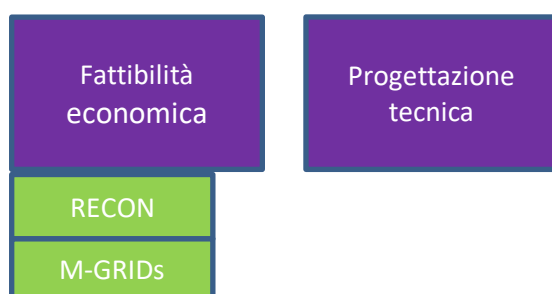 Fattibilità
economica
Progettazione
tecnica
RECON
M-GRIDs